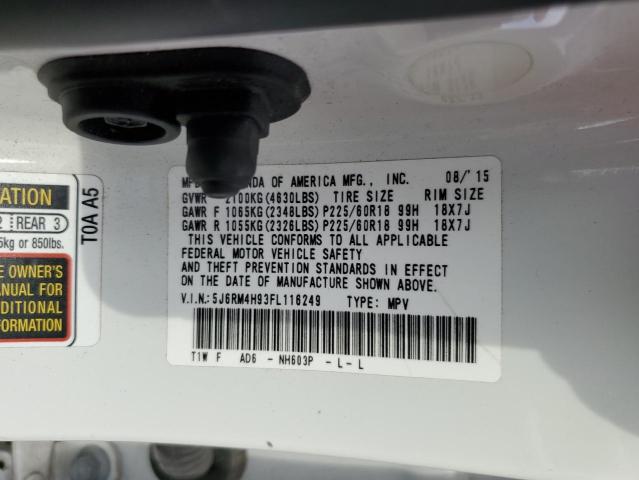 ATION
2 REAR 3
5kg or 850lbs.
E OWNER'S
ANUAL FOR
DDITIONAL
FORMATION
T0A A5
OF AMERICA MFG., INC. 08/'15
GVWR 2100KG(4630LBS) TIRE SIZE RIM SIZE
GAWR F 1065KG(2348LBS)P225/60R18 99H 18X7J
GAWR R 1055KG(2326LBS)P225/60R18 99H 18X7J
THIS VEHICLE CONFORMS TO ALL APPLICABLE
FEDERAL MOTOR VEHICLE SAFETY
AND THEFT PREVENTION STANDARDS IN EFFECT
ON THE DATE OF MANUFACTURE SHOWN ABOVE.
V.I.N.:5J6RM4H93FL116249 TYPE: MPV
T1W F AD6 - NH603P - L - L